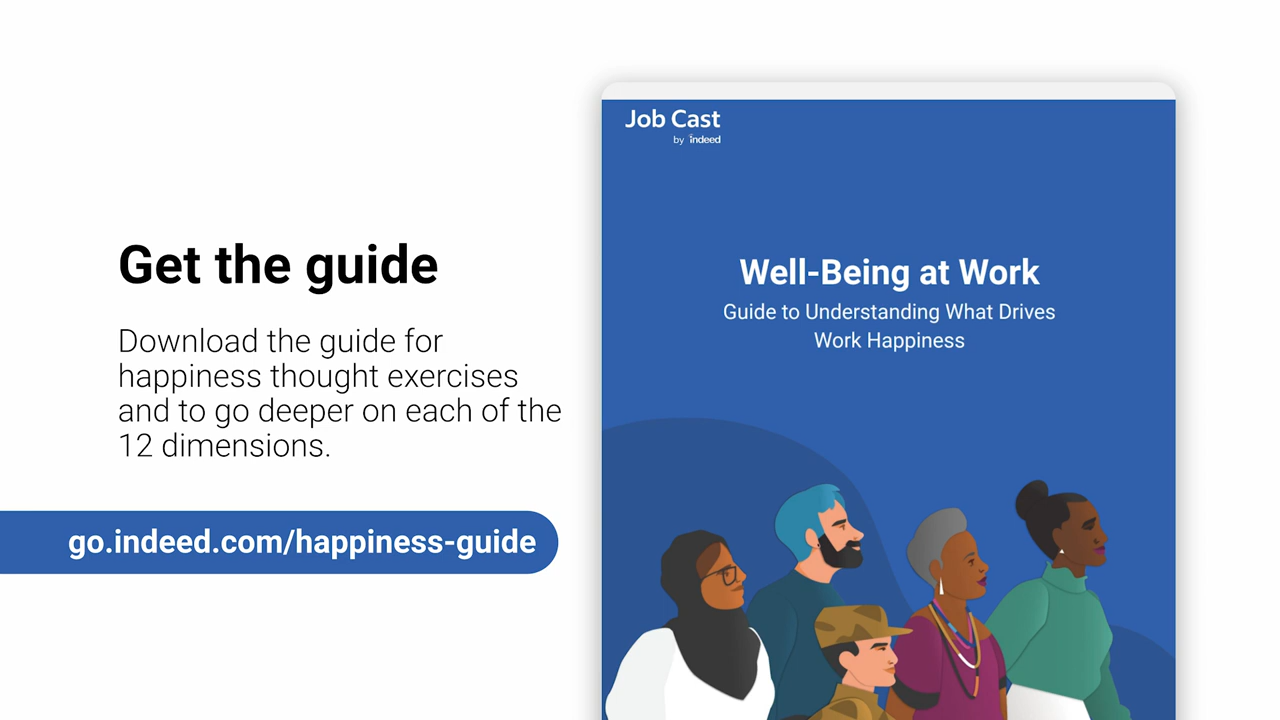 Get the guide
Download the guide for
happiness thought exercises
and to go deeper on each of the
12 dimensions.
go.indeed.com/happiness-guide
Job Cast
by indeed
Well-Being at Work
Guide to Understanding What Drives
Work Happiness